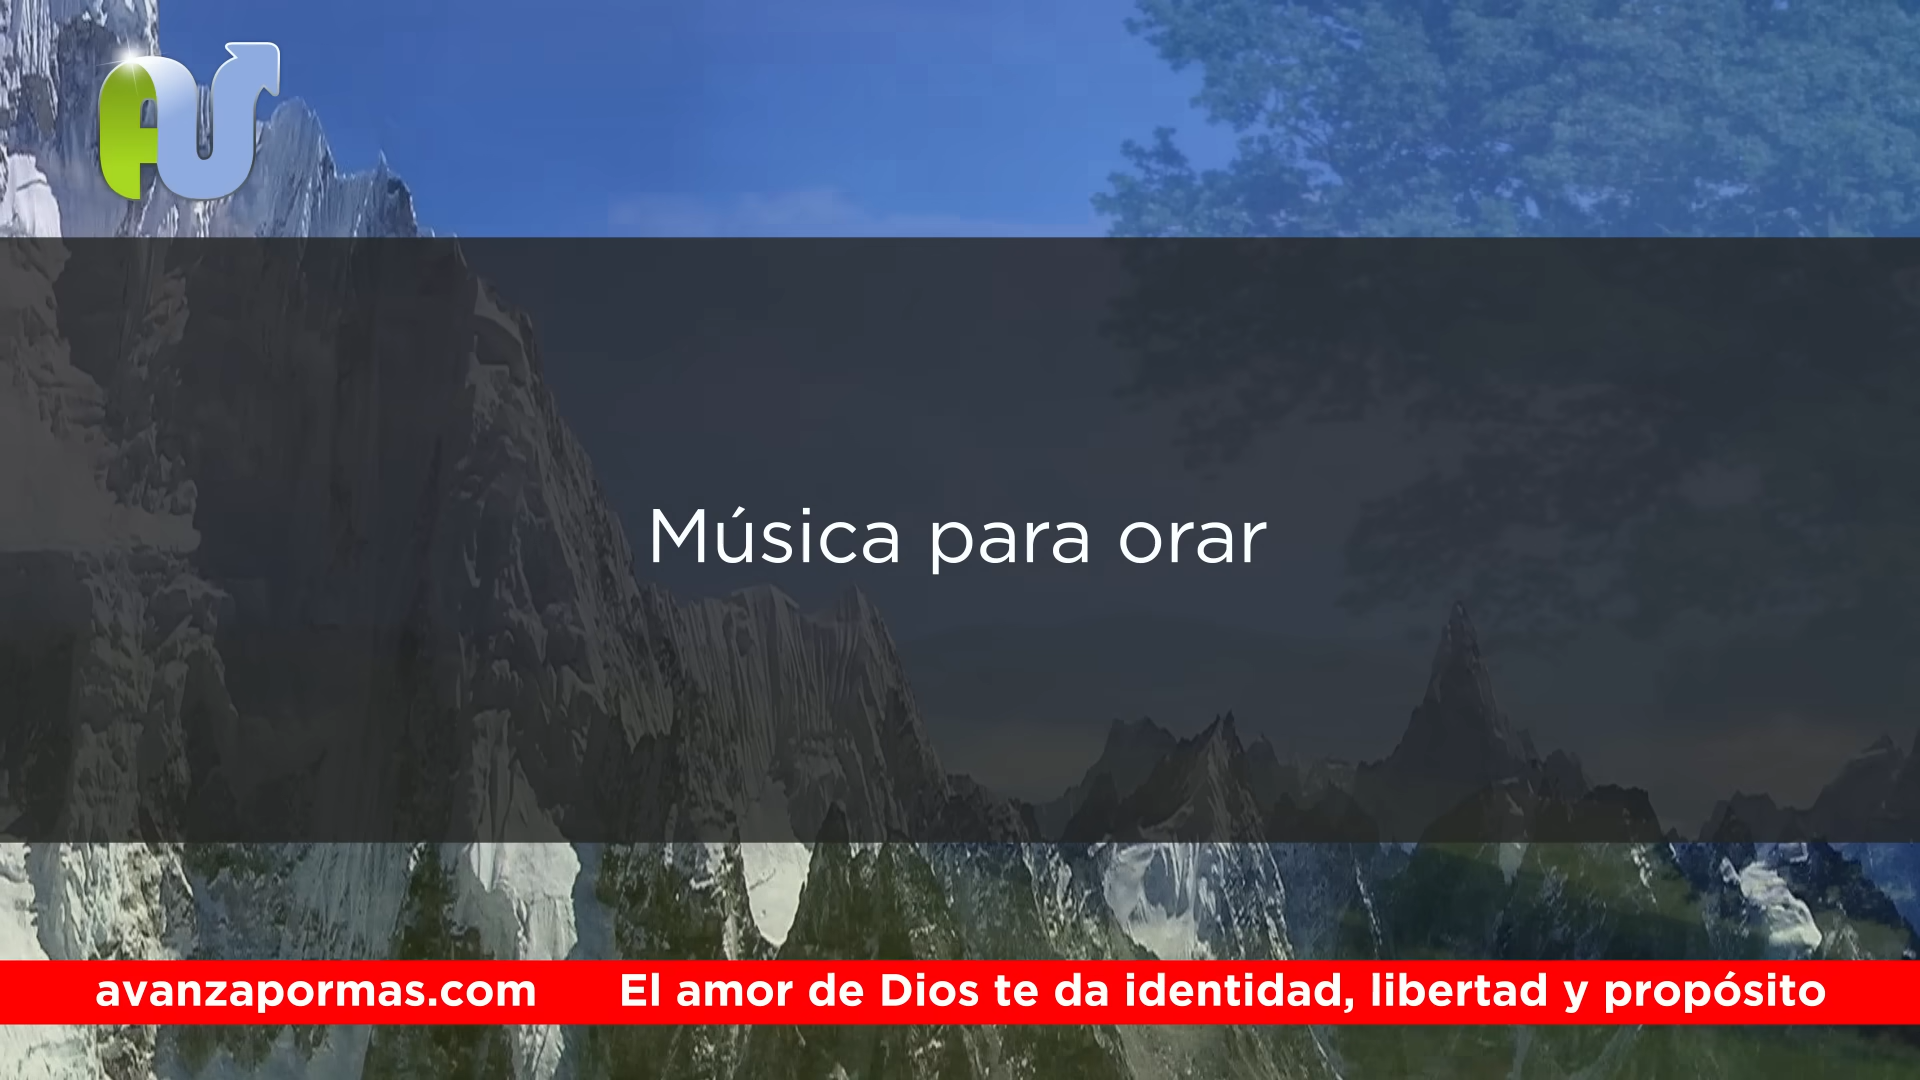 Música para orar
avanzapormas.com El amor de Dios te da identidad, libertad y propósito